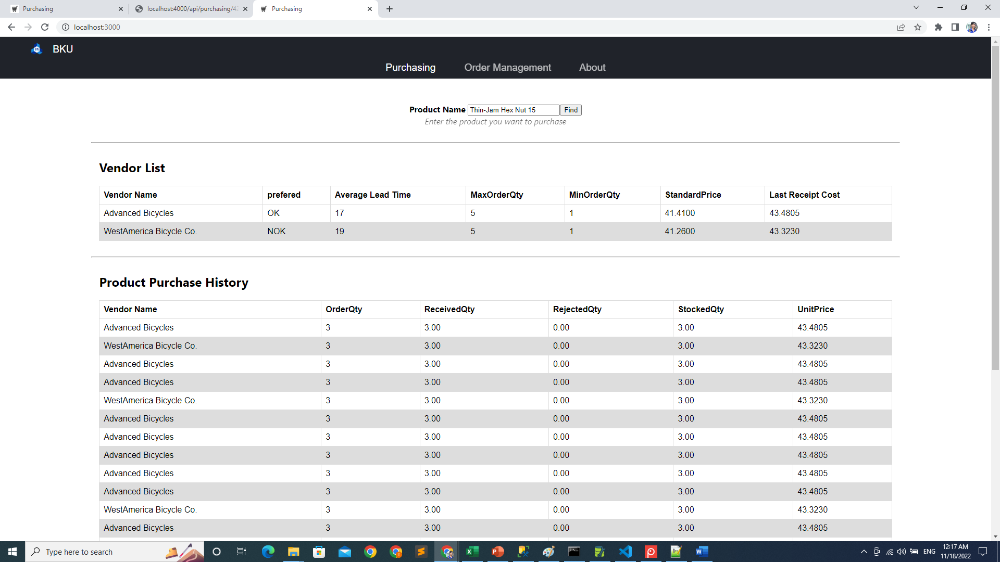 Purchasing
localhost:4000/api/purchasing/42
Purchasing
localhost:3000
BKU
Purchasing Order Management About
Product Name Thin-Jam Hex Nut 15 Find
Enter the product you want to purchase
Vendor List
Vendor Name prefered Average Lead Time MaxOrderQty MinOrderQty StandardPrice Last Receipt Cost
Advanced Bicycles OK 17 5 1 41.4100 43.4805
WestAmerica Bicycle Co. NOK 19 5 1 41.2600 43.3230
Product Purchase History
Vendor Name OrderQty ReceivedQty RejectedQty StockedQty UnitPrice
Advanced Bicycles 3 3.00 0.00 3.00 43.4805
WestAmerica Bicycle Co. 3 3.00 0.00 3.00 43.3230
Advanced Bicycles 3 3.00 0.00 3.00 43.4805
Advanced Bicycles 3 3.00 0.00 3.00 43.4805
WestAmerica Bicycle Co. 3 3.00 0.00 3.00 43.3230
Advanced Bicycles 3 3.00 0.00 3.00 43.4805
Advanced Bicycles 3 3.00 0.00 3.00 43.4805
Advanced Bicycles 3 3.00 0.00 3.00 43.4805
Advanced Bicycles 3 3.00 0.00 3.00 43.4805
Advanced Bicycles 3 3.00 0.00 3.00 43.4805
WestAmerica Bicycle Co. 3 3.00 0.00 3.00 43.3230
Advanced Bicycles 3 3.00 0.00 3.00 43.4805
Type here to search
ENG
12:17 AM
11/18/2022